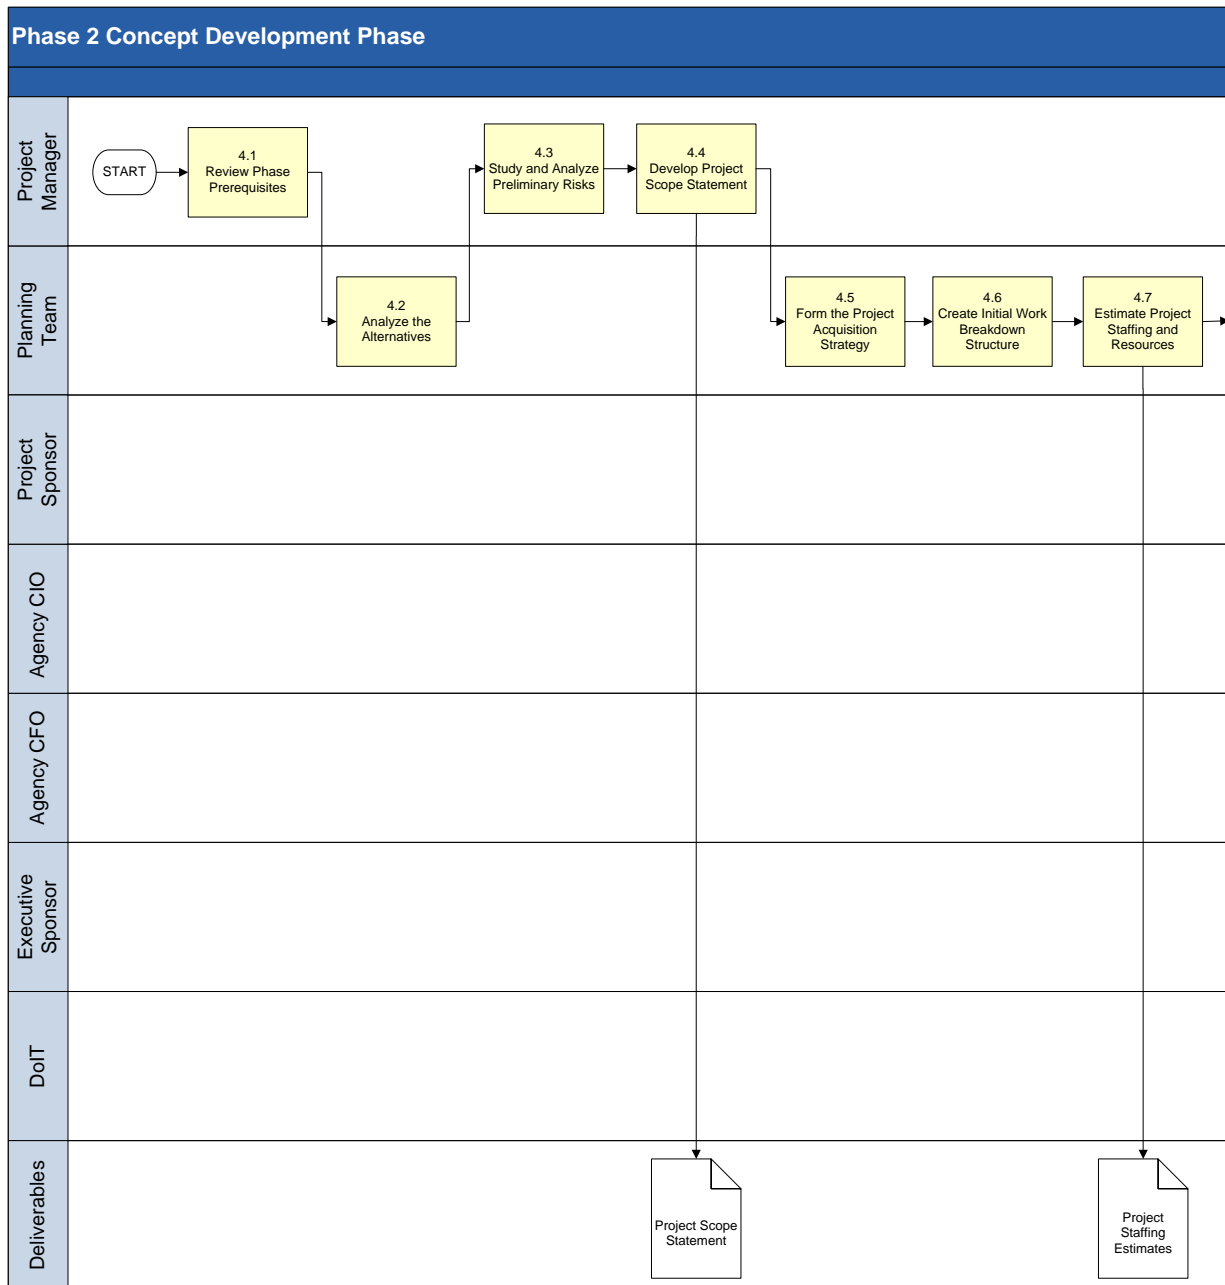 Phase 2 Concept Development Phase
Project
Manager
START
4.1
Review Phase
Prerequisites
4.3
Study and Analyze
Preliminary Risks
4.4
Develop Project
Scope Statement
Planning
Team
4.2
Analyze the
Alternatives
4.5
Form the Project
Acquisition
Strategy
4.6
Create Initial Work
Breakdown
Structure
4.7
Estimate Project
Staffing and
Resources
Project
Sponsor
Agency CIO
Agency CFO
Executive
Sponsor
DoIT
Deliverables
Project Scope
Statement
Project
Staffing
Estimates